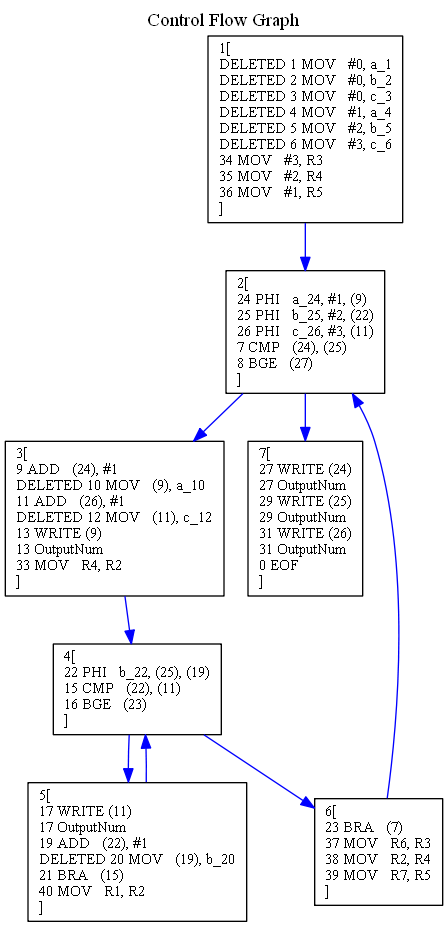 Control Flow Graph
1[
DELETED 1 MOV #0, a_1
DELETED 2 MOV #0, b_2
DELETED 3 MOV #0, c_3
DELETED 4 MOV #1, a_4
DELETED 5 MOV #2, b_5
DELETED 6 MOV #3, c_6
34 MOV #3, R3
35 MOV #2, R4
36 MOV #1, R5
]
2[
24 PHI a_24, #1, (9)
25 PHI b_25, #2, (22)
26 PHI c_26, #3, (11)
7 CMP (24), (25)
8 BGE (27)
]
3[
9 ADD (24), #1
DELETED 10 MOV (9), a_10
11 ADD (26), #1
DELETED 12 MOV (11), c_12
13 WRITE (9)
13 OutputNum
33 MOV R4, R2
]
7[
27 WRITE (24)
27 OutputNum
29 WRITE (25)
29 OutputNum
31 WRITE (26)
31 OutputNum
0 EOF
]
4[
22 PHI b_22, (25), (19)
15 CMP (22), (11)
16 BGE (23)
]
5[
17 WRITE (11)
17 OutputNum
19 ADD (22), #1
DELETED 20 MOV (19), b_20
21 BRA (15)
40 MOV R1, R2
]
6[
23 BRA (7)
37 MOV R6, R3
38 MOV R2, R4
39 MOV R7, R5
]